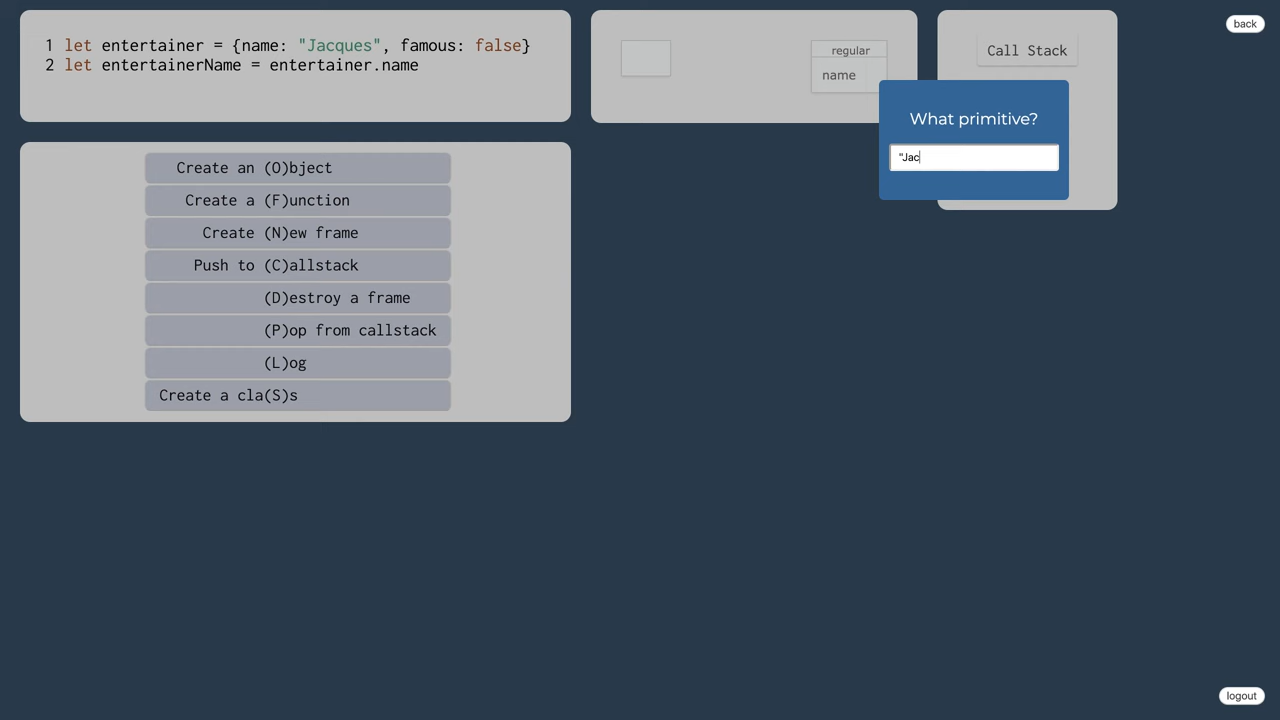 1 let entertainer = {name: "Jacques", famous: false}
2 let entertainerName = entertainer.name
regular
name
Call Stack
back
What primitive?
"Jac
Create an (O)bject
Create a (F)unction
Create (N)ew frame
Push to (C)allstack
(D)estroy a frame
(P)op from callstack
(L)og
Create a cla(S)s
logout